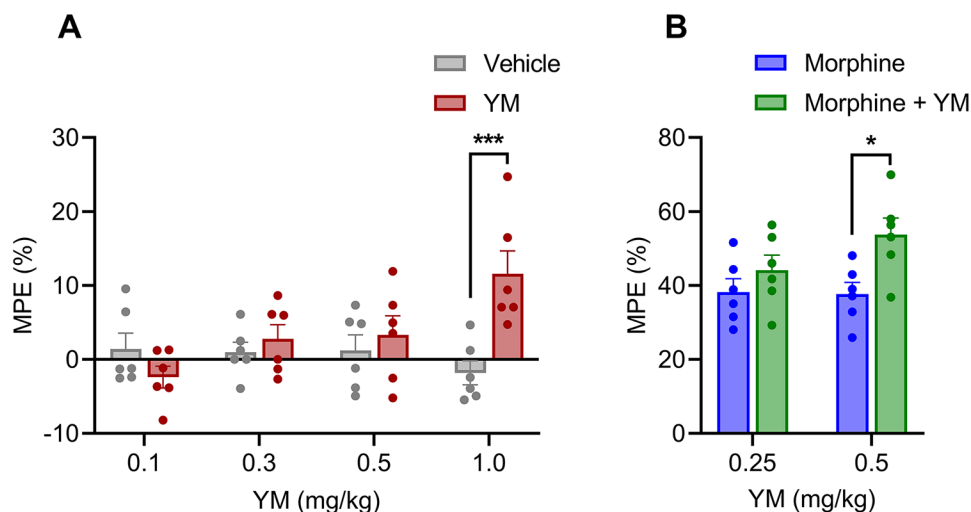 A
Vehicle
YM
30
20
10
0
-10
MPE (%)
***
0.1 0.3 0.5 1.0
YM (mg/kg)
B
Morphine
Morphine + YM
80
60
40
20
0
MPE (%)
*
0.25 0.5
YM (mg/kg)